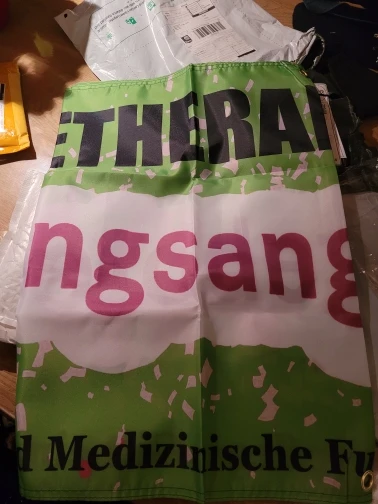 ETHERA
ngsang
d Medizinische Fu